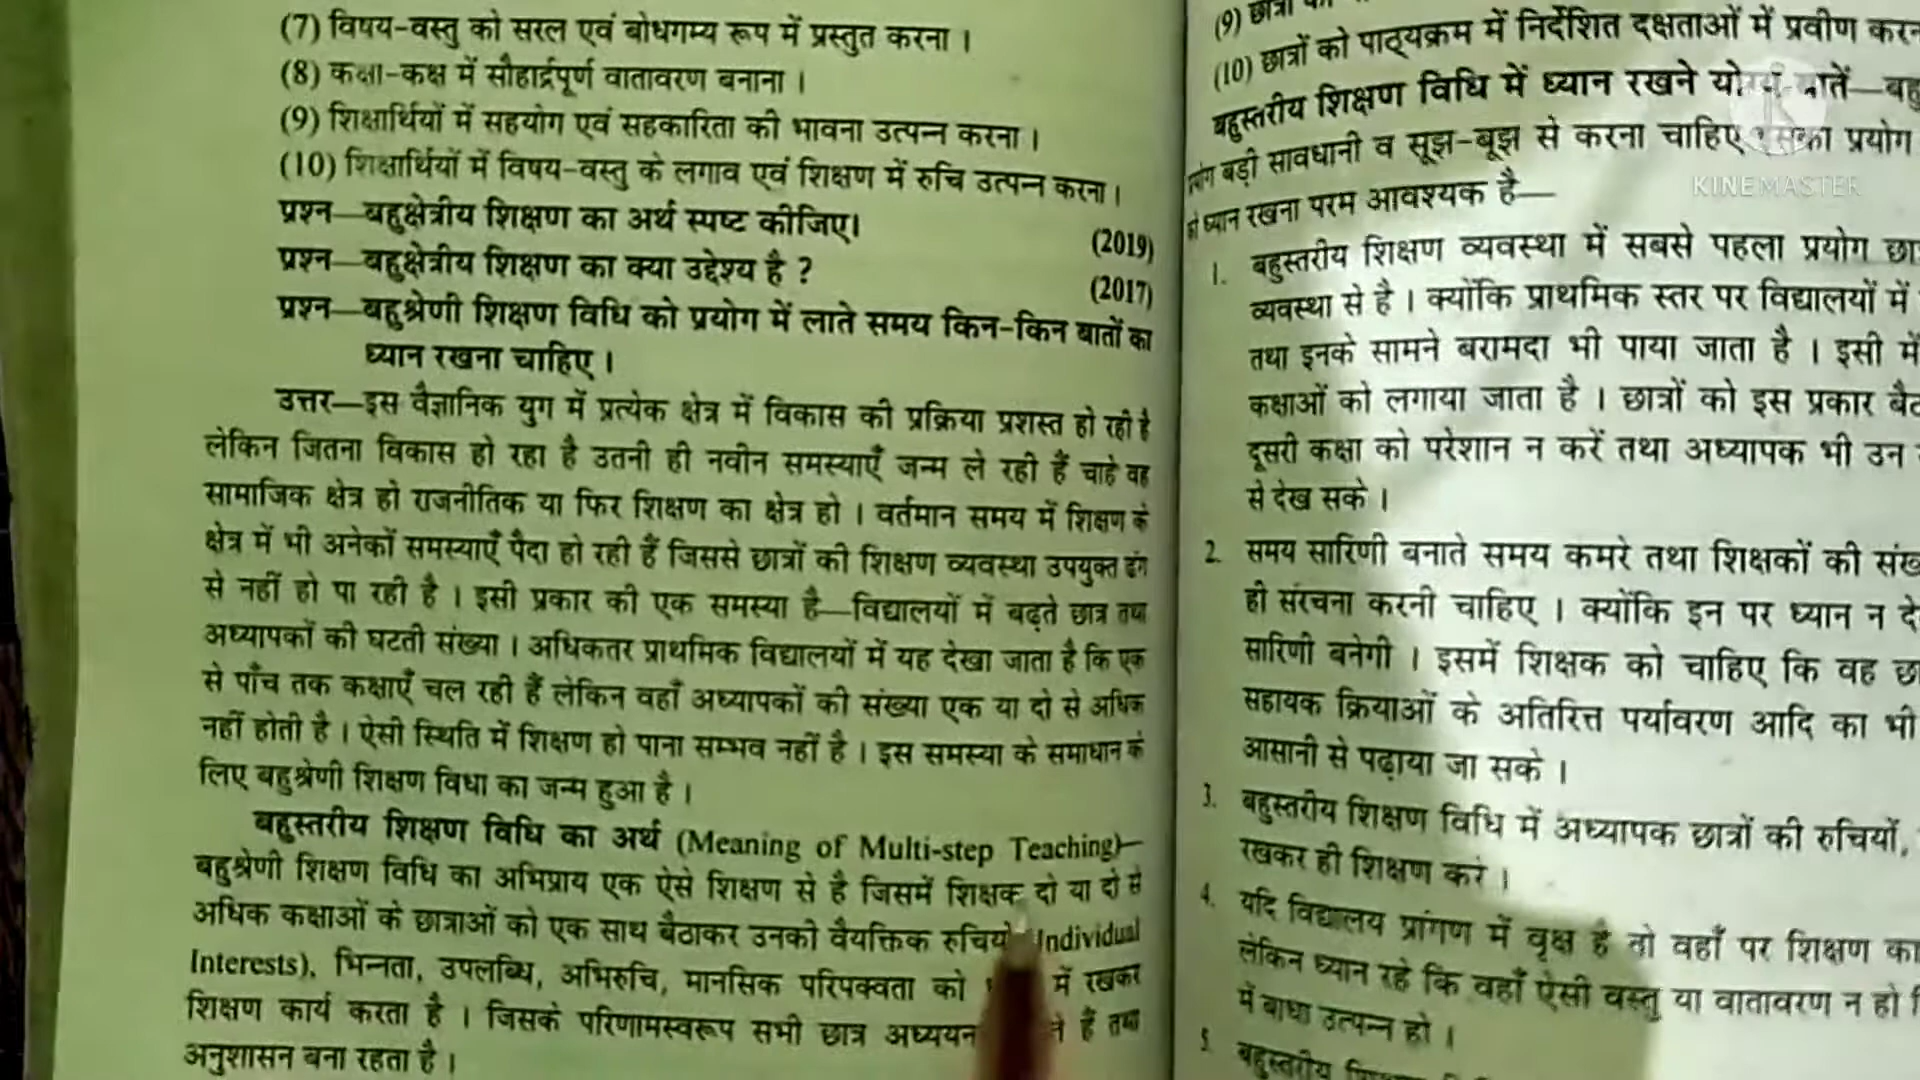 (7) विषय-वस्तु को सरल एवं बोधगम्य रूप में प्रस्तुत करना ।
(8) कक्षा-कक्ष में सौहार्द्रपूर्ण वातावरण बनाना ।
(9) शिक्षार्थियों में सहयोग एवं सहकारिता की भावना उत्पन्न करना ।
(10) शिक्षार्थियों में विषय-वस्तु के लगाव एवं शिक्षण में रुचि उत्पन्न करना ।
प्रश्न—बहुक्षेत्रीय शिक्षण का अर्थ स्पष्ट कीजिए। (2019)
प्रश्न—बहुक्षेत्रीय शिक्षण का क्या उद्देश्य है ? (2017)
प्रश्न—बहुश्रेणी शिक्षण विधि को प्रयोग में लाते समय किन-किन बातों का
ध्यान रखना चाहिए ।
उत्तर—इस वैज्ञानिक युग में प्रत्येक क्षेत्र में विकास की प्रक्रिया प्रशस्त हो रही है
लेकिन जितना विकास हो रहा है उतनी ही नवीन समस्याएँ जन्म ले रही हैं चाहे वह
सामाजिक क्षेत्र हो राजनीतिक या फिर शिक्षण का क्षेत्र हो । वर्तमान समय में शिक्षण के
क्षेत्र में भी अनेकों समस्याएँ पैदा हो रही हैं जिससे छात्रों की शिक्षण व्यवस्था उपयुक्त ढंग
से नहीं हो पा रही है । इसी प्रकार की एक समस्या है—विद्यालयों में बढ़ते छात्र तथा
अध्यापकों की घटती संख्या । अधिकतर प्राथमिक विद्यालयों में यह देखा जाता है कि एक
से पाँच तक कक्षाएँ चल रही हैं लेकिन वहाँ अध्यापकों की संख्या एक या दो से अधिक
नहीं होती है । ऐसी स्थिति में शिक्षण हो पाना सम्भव नहीं है । इस समस्या के समाधान के
लिए बहुश्रेणी शिक्षण विधा का जन्म हुआ है ।
बहुस्तरीय शिक्षण विधि का अर्थ (Meaning of Multi-step Teaching)—
बहुश्रेणी शिक्षण विधि का अभिप्राय एक ऐसे शिक्षण से है जिसमें शिक्षक दो या दो से
अधिक कक्षाओं के छात्राओं को एक साथ बैठाकर उनकी वैयक्तिक Individual
Interests), भिन्नता, उपलब्धि, अभिरुचि, मानसिक परिपक्वता को में रखकर
शिक्षण कार्य करता है । जिसके परिणामस्वरूप सभी छात्र अध्ययन हैं तथा
अनुशासन बना रहता है ।
(9) छात्रों
(10) छात्रों को पाठ्यक्रम में निर्देशित दक्षताओं में प्रवीण
बहुस्तरीय शिक्षण विधि में ध्यान रखने योग्य बातें—
बड़ी सावधानी व सूझ-बूझ से करना चाहिए प्रयोग
ध्यान रखना परम आवश्यक है—
1. बहुस्तरीय शिक्षण व्यवस्था में सबसे पहला प्रयोग
व्यवस्था से है । क्योंकि प्राथमिक स्तर पर विद्यालयों में
तथा इनके सामने बरामदा भी पाया जाता है । इसी में
कक्षाओं को लगाया जाता है । छात्रों को इस प्रकार
दूसरी कक्षा को परेशान न करें तथा अध्यापक भी उन
से देख सके ।
2. समय सारिणी बनाते समय कमरे तथा शिक्षकों की
ही संरचना करनी चाहिए । क्योंकि इन पर ध्यान न
सारिणी बनेगी । इसमें शिक्षक को चाहिए कि वह
सहायक क्रियाओं के अतिरित्त पर्यावरण आदि का भी
आसानी से पढ़ाया जा सके ।
3. बहुस्तरीय शिक्षण विधि में अध्यापक छात्रों की रुचियों,
रखकर ही शिक्षण करे ।
4. यदि विद्यालय प्रांगण में वृक्ष है तो वहाँ पर शिक्षण
लेकिन ध्यान रहे कि वहाँ ऐसी वस्तु या वातावरण न हो
में बाधा उत्पन्न हो ।
5. बहुस्तरीय
KINEMASTER